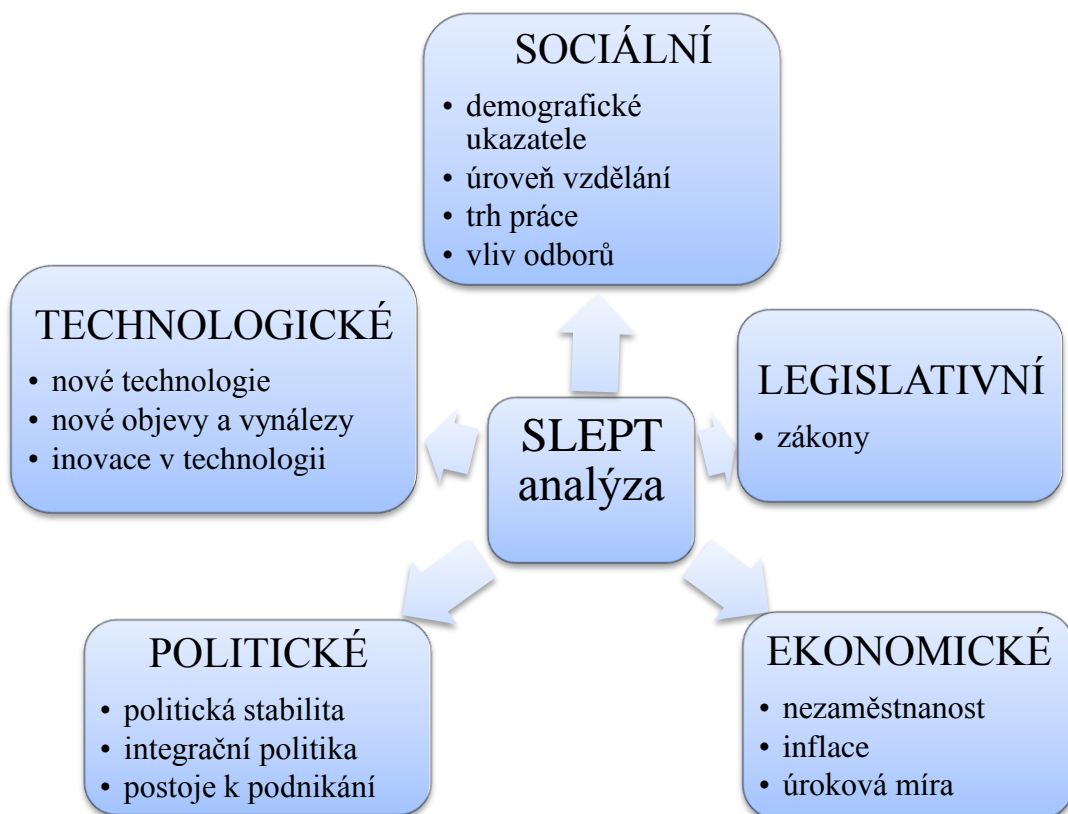 SOCIÁLNÍ
• demografické
ukazatele
• úroveň vzdělání
• trh práce
• vliv odborů
TECHNOLOGICKÉ
• nové technologie
• nové objevy a vynálezy
• inovace v technologii
SLEPT
analýza
LEGISLATIVNÍ
• zákony
POLITICKÉ
• politická stabilita
• integrační politika
• postoje k podnikání
EKONOMICKÉ
• nezaměstnanost
• inflace
• úroková míra